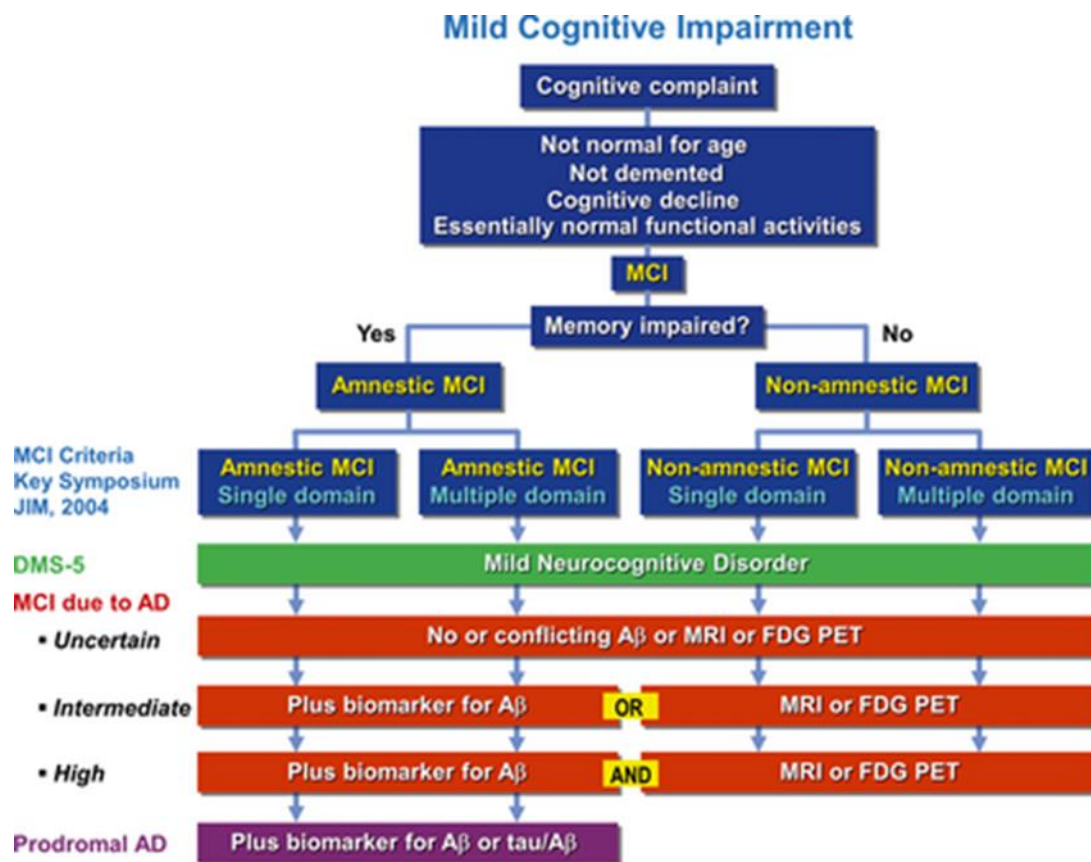 Mild Cognitive Impairment
Cognitive complaint
Not normal for age
Not demented
Cognitive decline
Essentially normal functional activities
MCI
Memory impaired?
Yes
No
Amnestic MCI
Non-amnestic MCI
MCI Criteria
Key Symposium
JIM, 2004
Amnestic MCI
Single domain
Amnestic MCI
Multiple domain
Non-amnestic MCI
Single domain
Non-amnestic MCI
Multiple domain
DMS-5
Mild Neurocognitive Disorder
MCI due to AD
▪ Uncertain
No or conflicting Aβ or MRI or FDG PET
▪ Intermediate
Plus biomarker for Aβ
OR
MRI or FDG PET
▪ High
Plus biomarker for Aβ
AND
MRI or FDG PET
Prodromal AD
Plus biomarker for Aβ or tau/Aβ